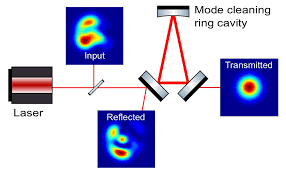 Mode cleaning
ring cavity
Input
Transmitted
Laser
Reflected